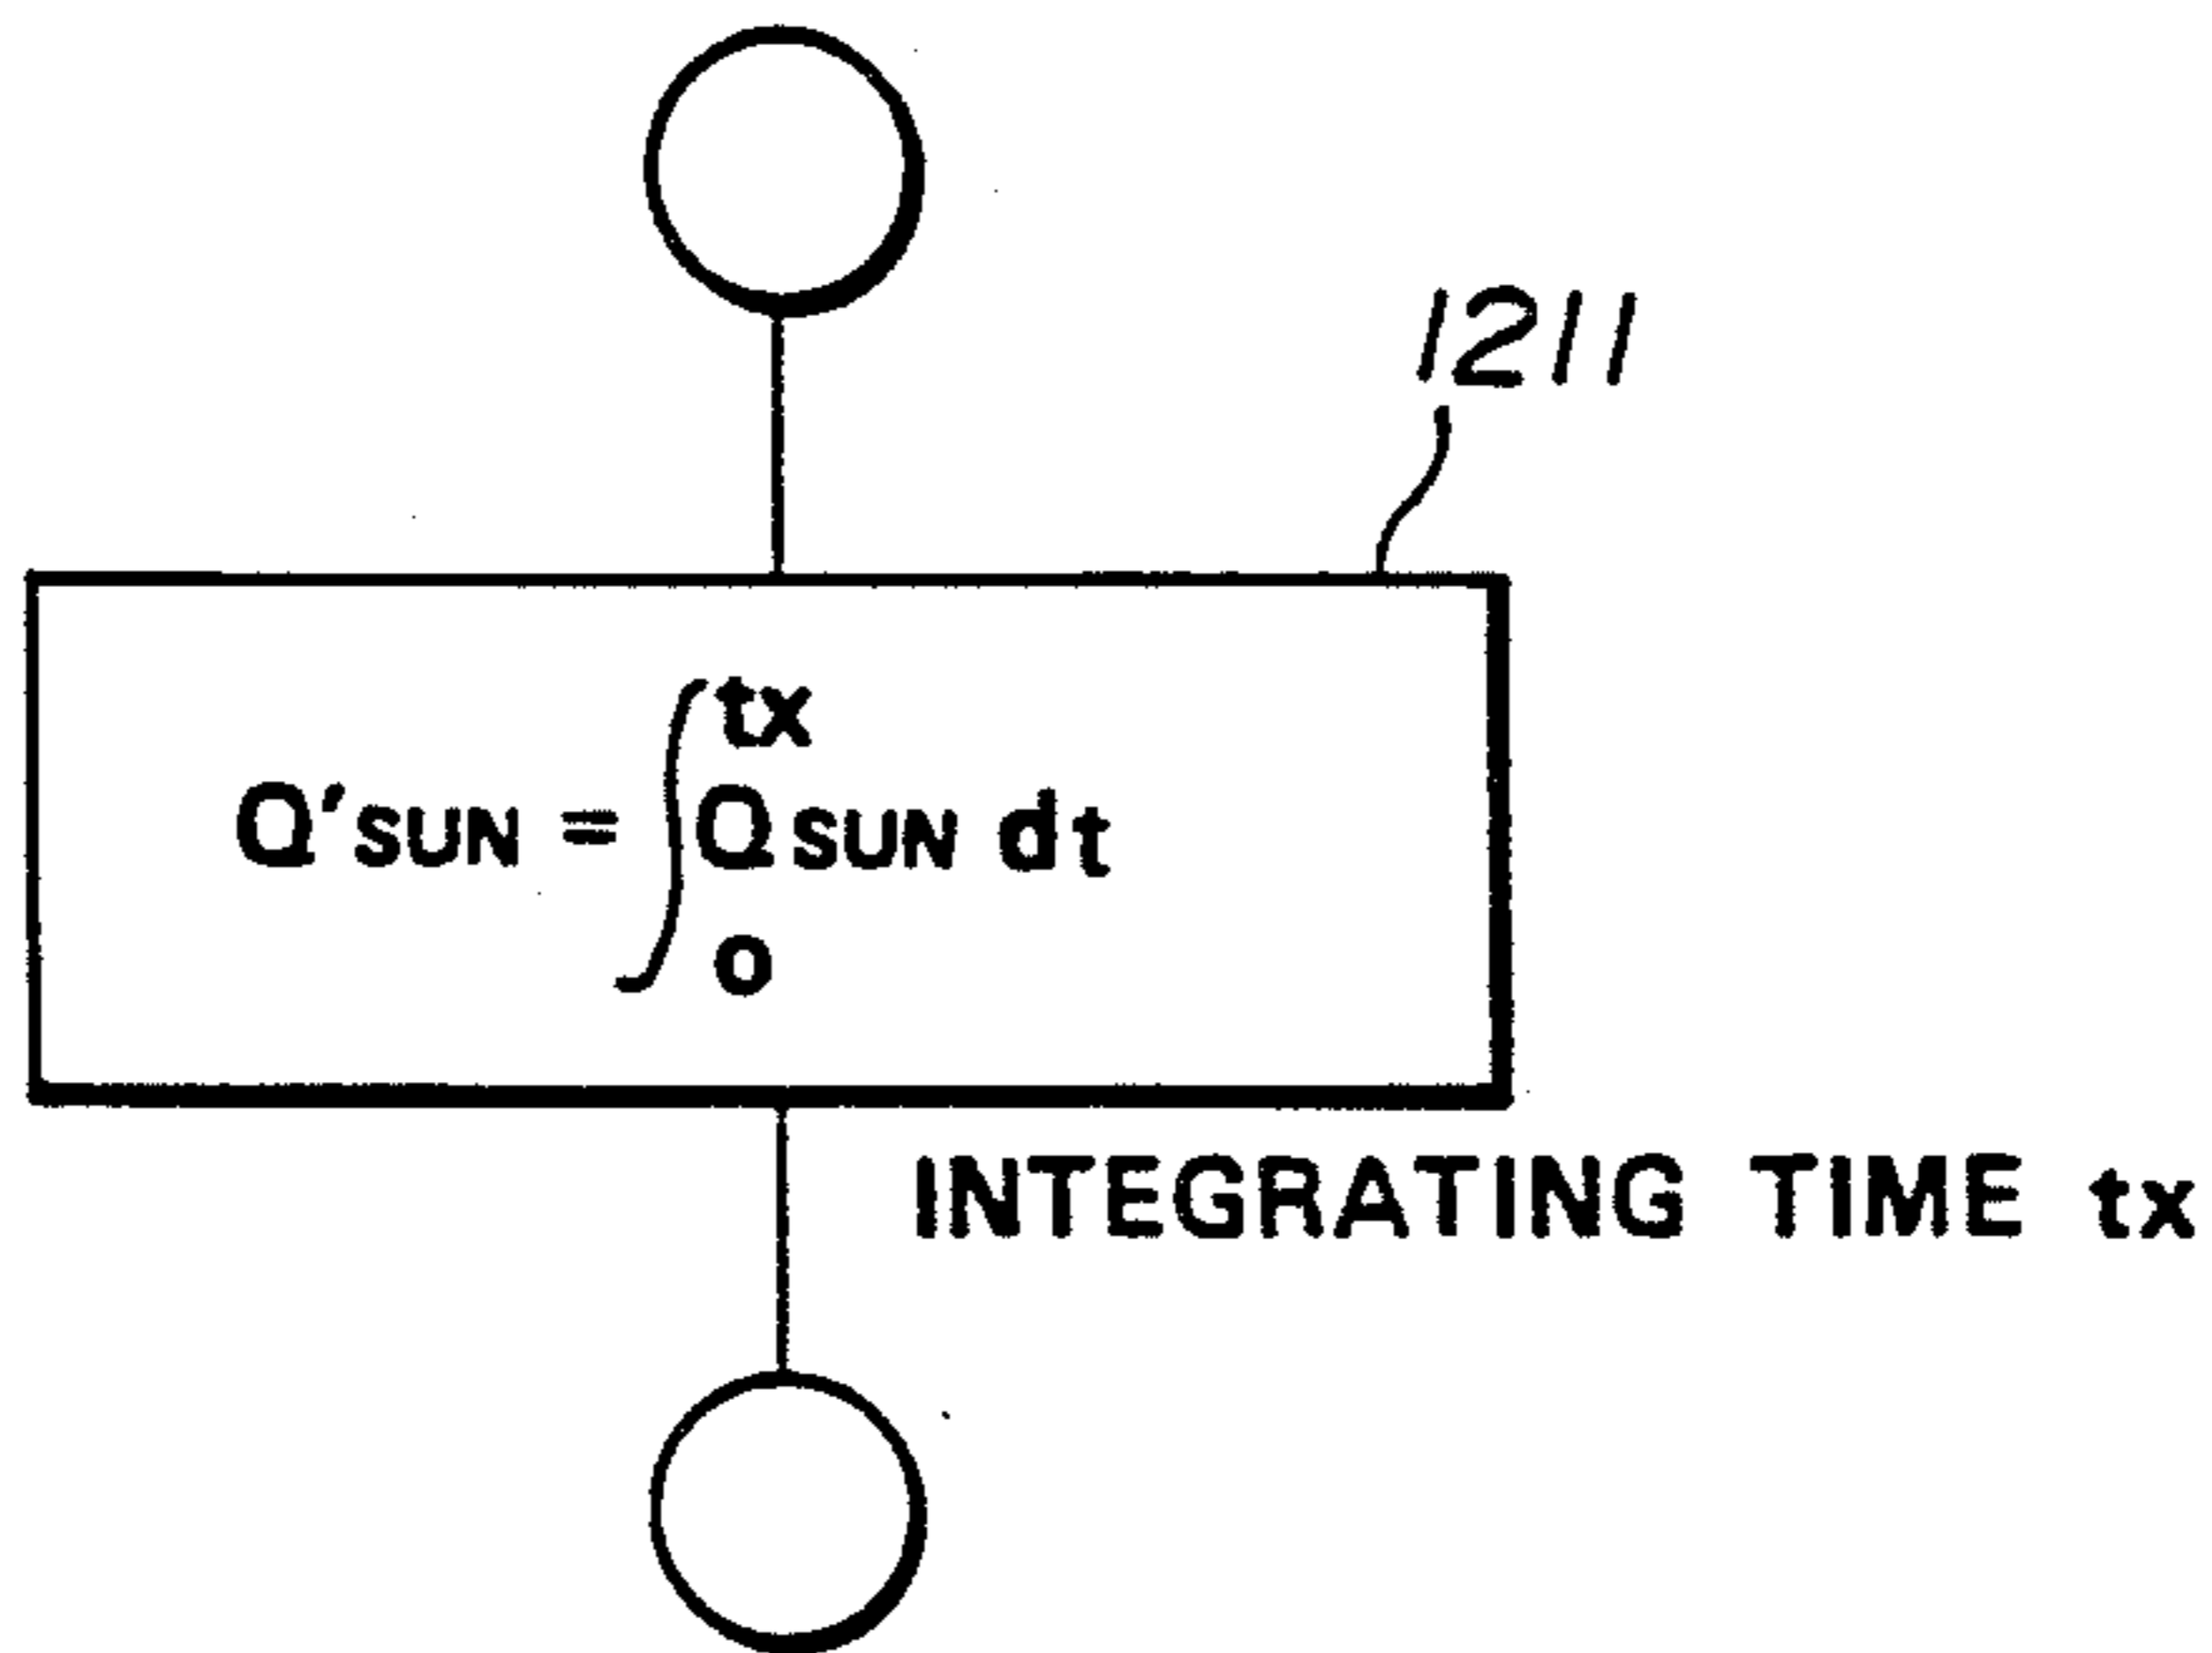 1211
tx
Q'SUN = ∫ QSUN dt
o
INTEGRATING TIME tx